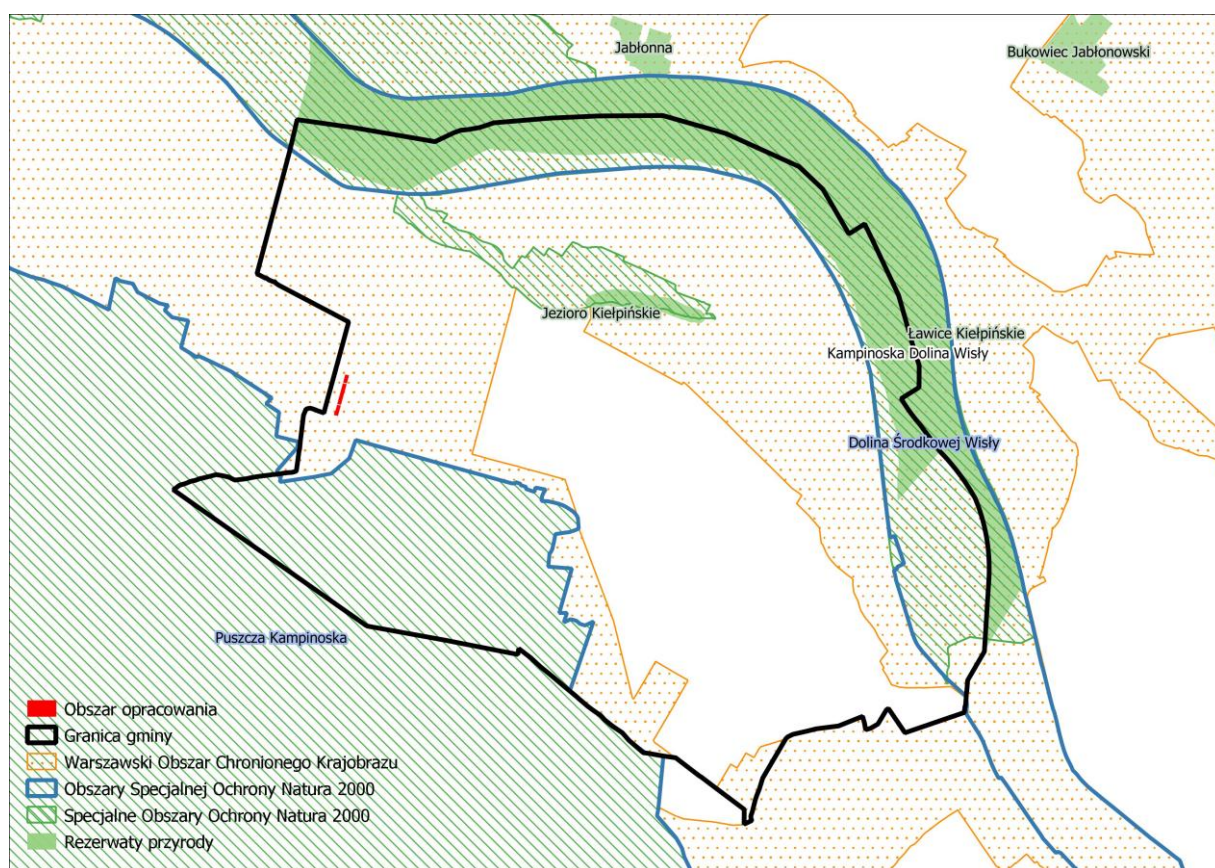 Jabłonna
Bukowiec Jabłonowski
Jezioro Kiełpińskie
Ławice Kiełpińskie
Kampinoska Dolina Wisły
Dolina Środkowej Wisły
Puszcza Kampinoska
Obszar opracowania
Granica gminy
Warszawski Obszar Chronionego Krajobrazu
Obszary Specjalnej Ochrony Natura 2000
Specjalne Obszary Ochrony Natura 2000
Rezerwaty przyrody